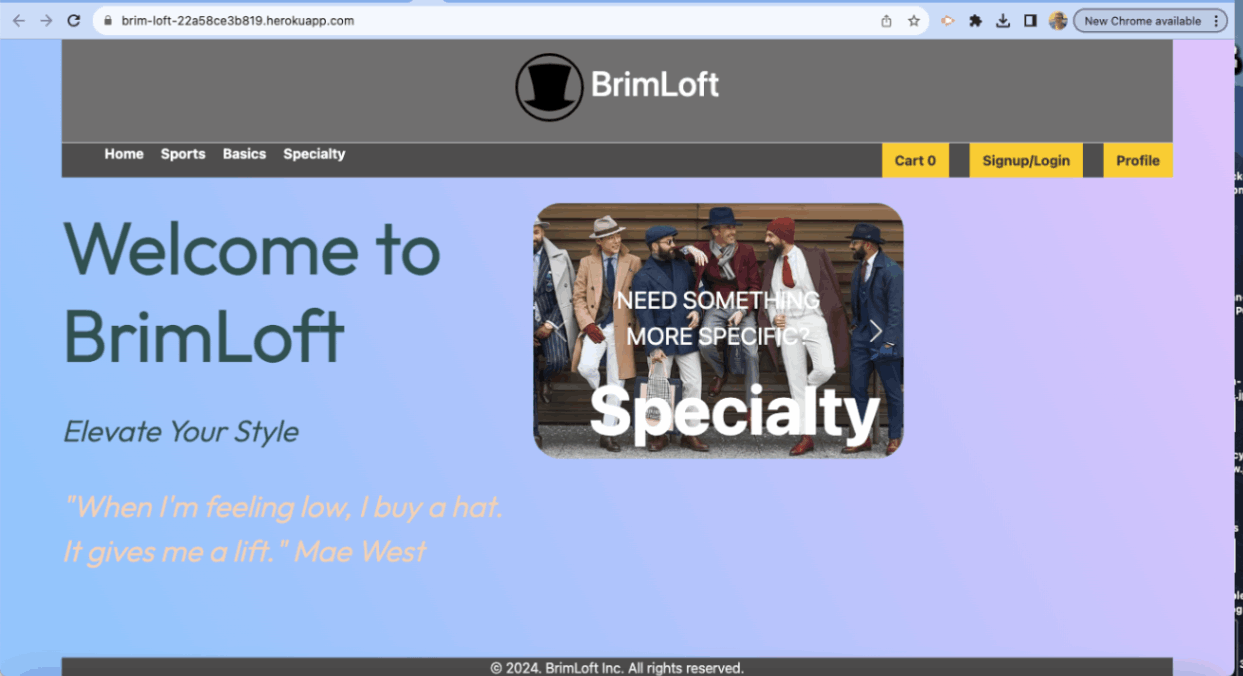 brim-loft-22a58ce3b819.herokuapp.com
New Chrome available
BrimLoft
Home Sports Basics Specialty
Cart 0 Signup/Login Profile
Welcome to
BrimLoft
NEED SOMETHING
MORE SPECIFIC?
Specialty
Elevate Your Style
"When I'm feeling low, I buy a hat.
It gives me a lift." Mae West
© 2024. BrimLoft Inc. All rights reserved.